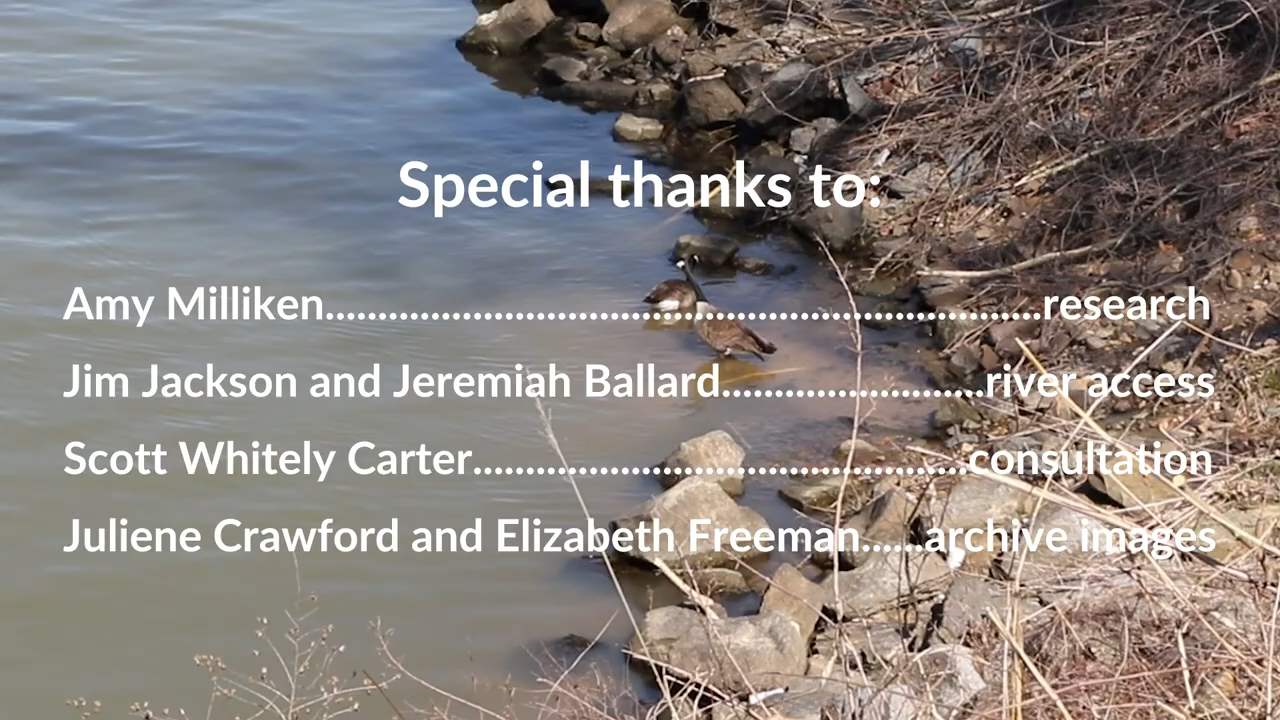 Special thanks to:
Amy Milliken....................................................................research
Jim Jackson and Jeremiah Ballard.........................river access
Scott Whitely Carter...............................................consultation
Juliene Crawford and Elizabeth Freeman......archive images